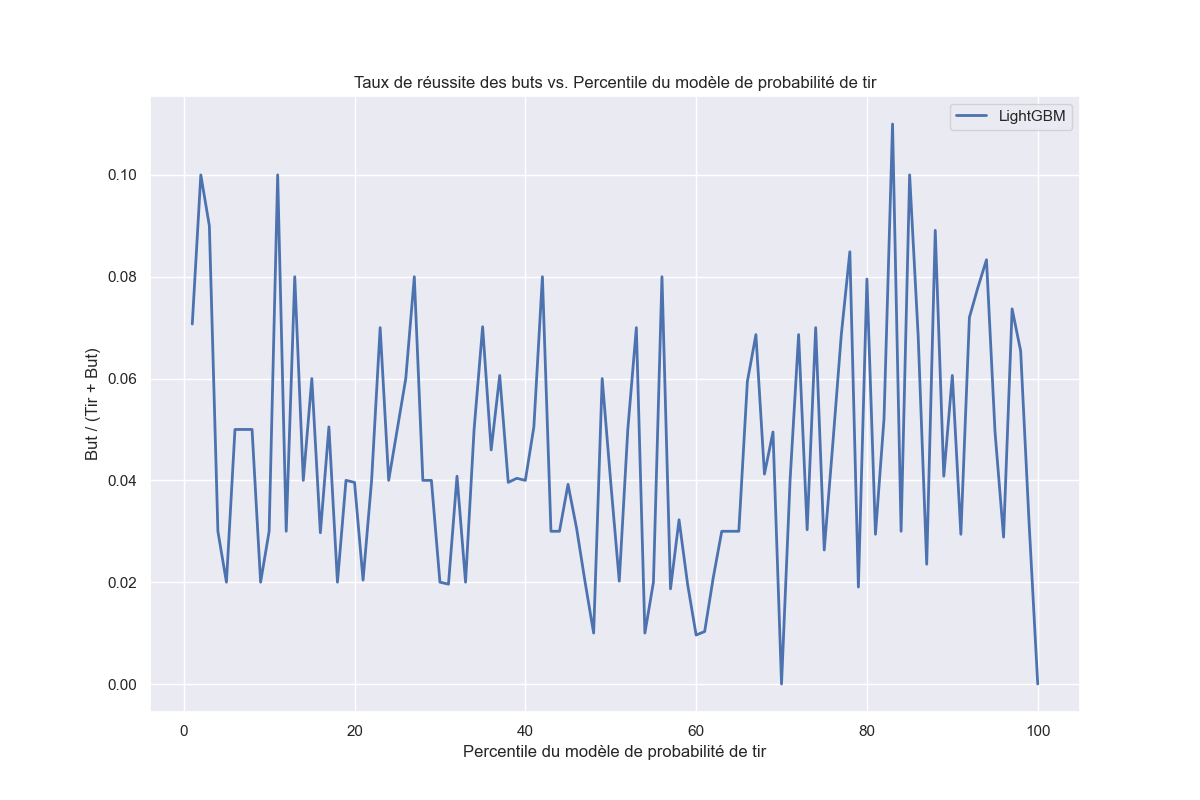 Taux de réussite des buts vs. Percentile du modèle de probabilité de tir
LightGBM
But / (Tir + But)
0.10
0.08
0.06
0.04
0.02
0.00
0 20 40 60 80 100
Percentile du modèle de probabilité de tir